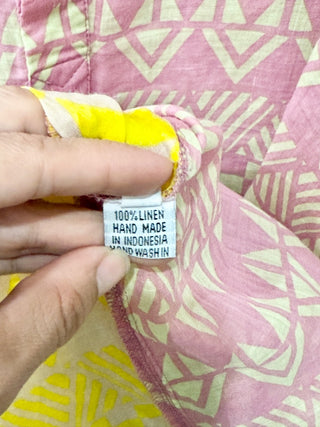 100% LINEN
HAND MADE
IN INDONESIA
HAND WASH IN